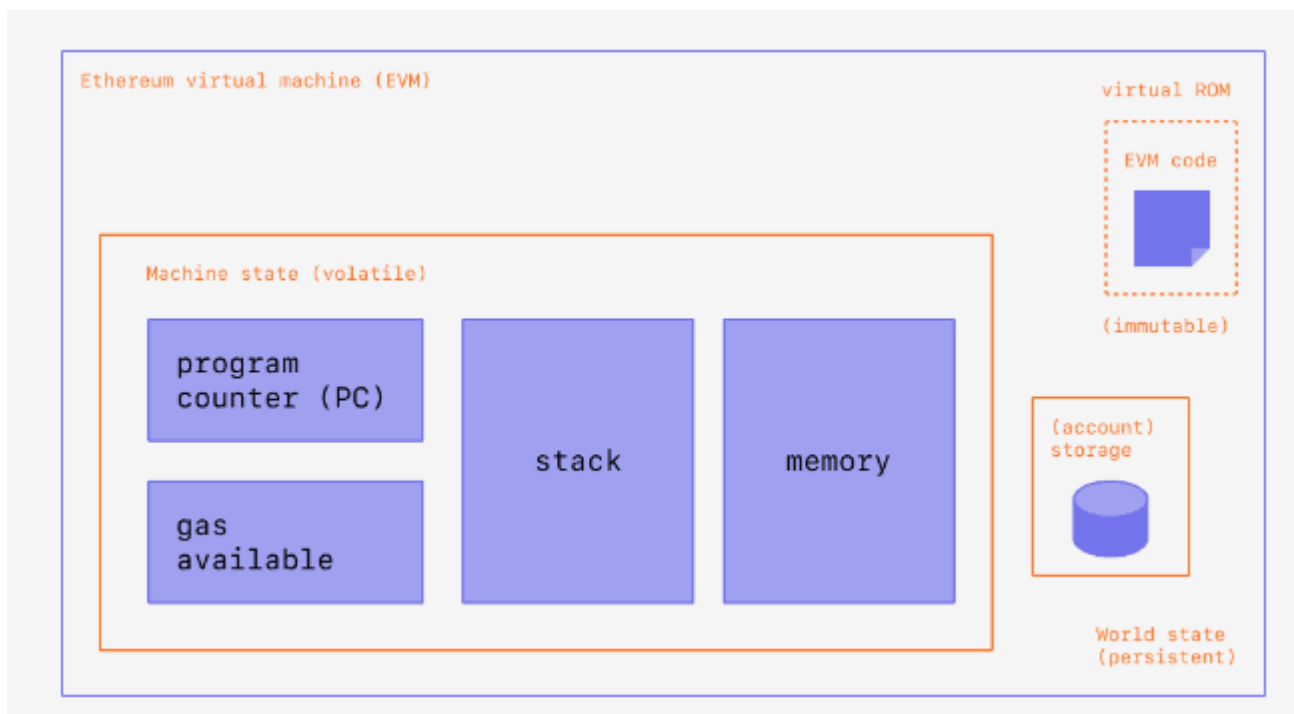 Ethereum virtual machine (EVM)
virtual ROM
EVM code
(immutable)
Machine state (volatile)
program
counter (PC)
gas
available
stack
memory
(account)
storage
World state
(persistent)